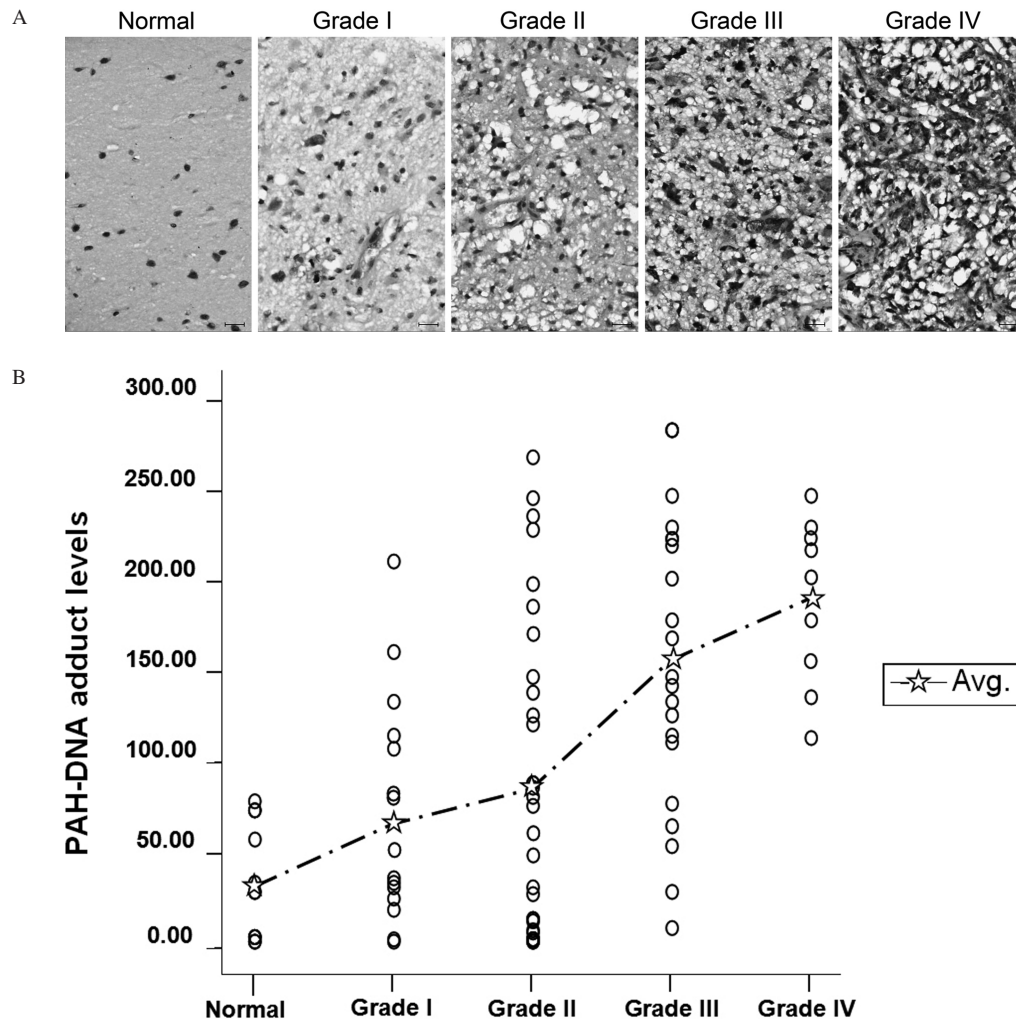 A
Normal
Grade I
Grade II
Grade III
Grade IV
B
300.00
250.00
200.00
150.00
100.00
50.00
0.00
PAH-DNA adduct levels
Avg.
Normal
Grade I
Grade II
Grade III
Grade IV